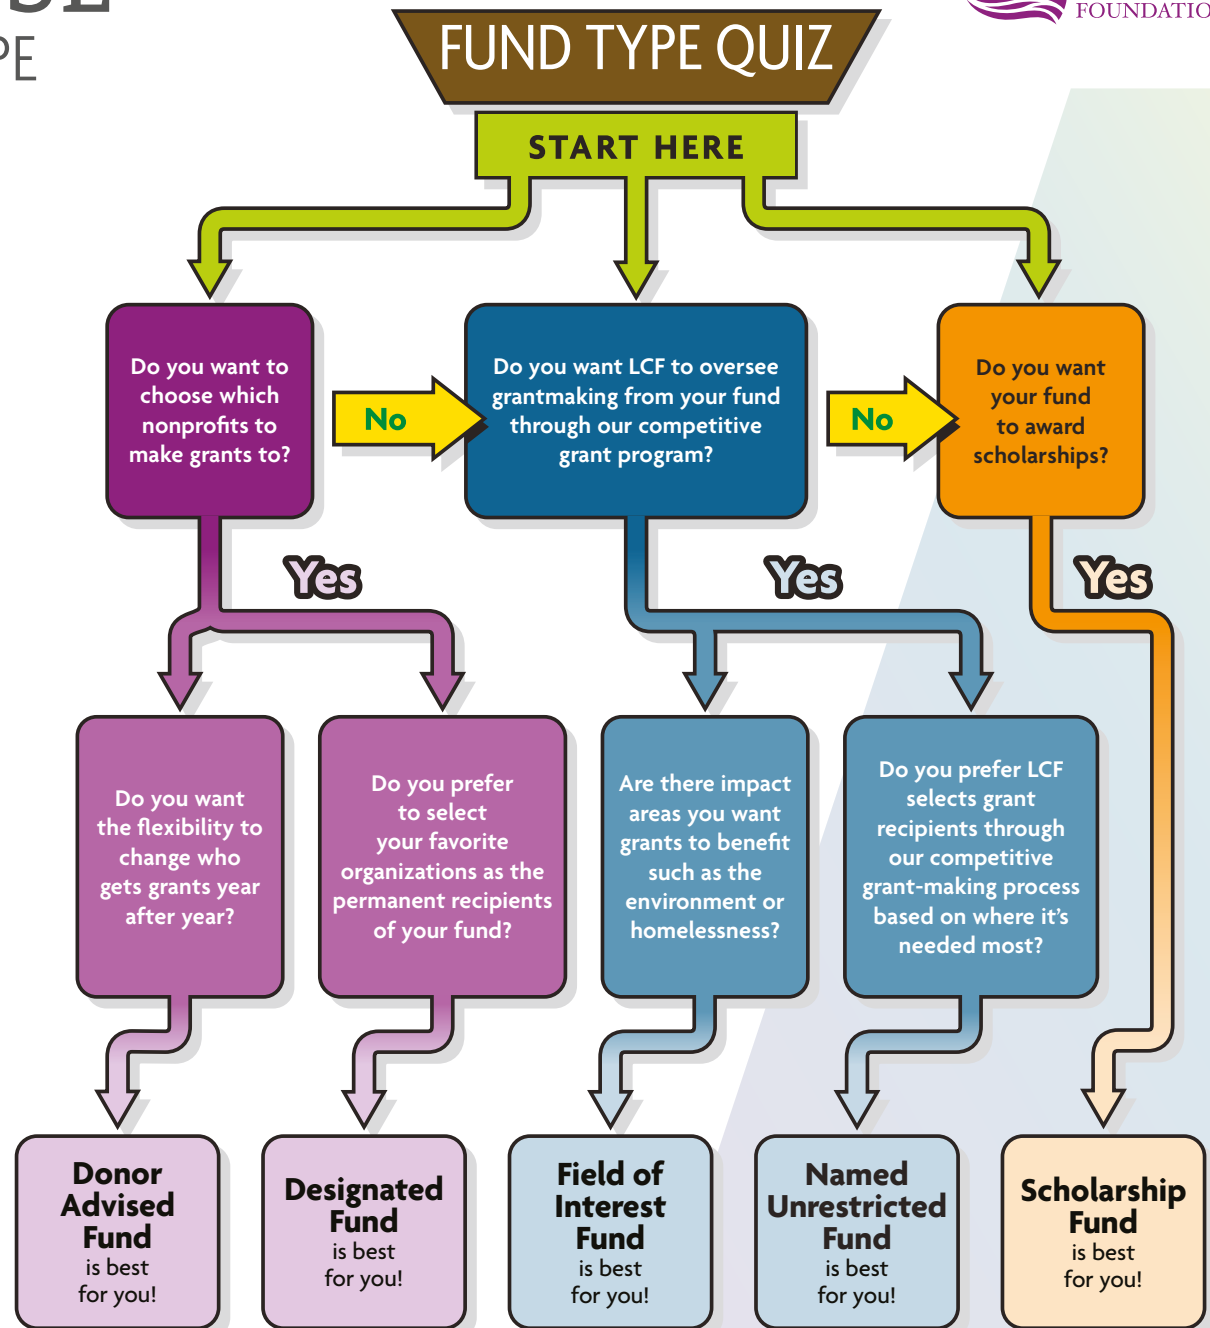 FOUNDATIO
PE
FUND TYPE QUIZ
START HERE
Do you want to
choose which
nonprofits to
make grants to?
No
Do you want LCF to oversee
grantmaking from your fund
through our competitive
grant program?
No
Do you want
your fund
to award
scholarships?
Yes
Yes
Yes
Do you want
the flexibility to
change who
gets grants year
after year?
Do you prefer
to select
your favorite
organizations as the
permanent recipients
of your fund?
Are there impact
areas you want
grants to benefit
such as the
environment or
homelessness?
Do you prefer LCF
selects grant
recipients through
our competitive
grant-making process
based on where it's
needed most?
Donor
Advised
Fund
is best
for you!
Designated
Fund
is best
for you!
Field of
Interest
Fund
is best
for you!
Named
Unrestricted
Fund
is best
for you!
Scholarship
Fund
is best
for you!